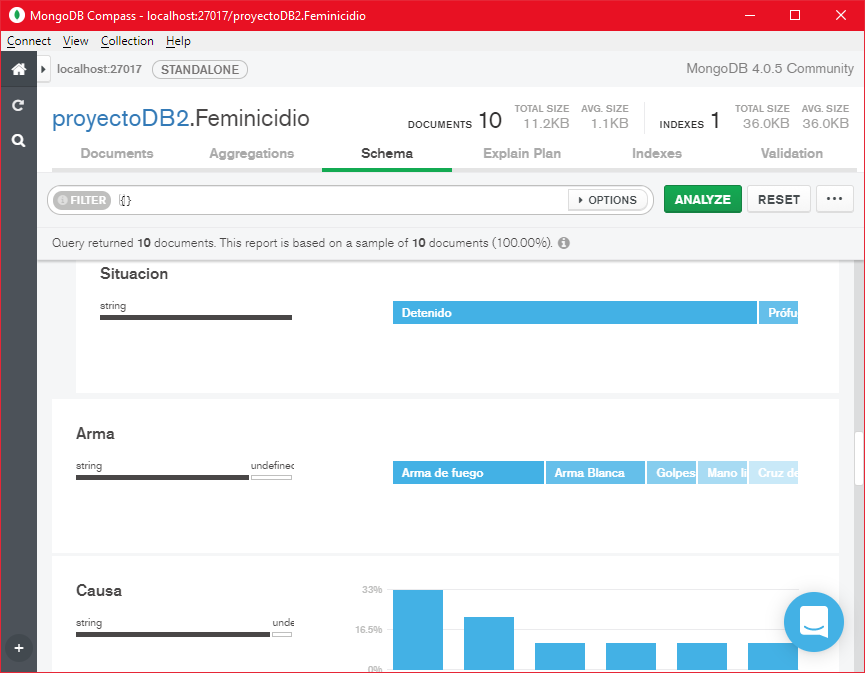 MongoDB Compass - localhost:27017/proyectoDB2.Feminicidio
Connect View Collection Help
localhost:27017 STANDALONE MongoDB 4.0.5 Community
proyectoDB2.Feminicidio
DOCUMENTS 10 TOTAL SIZE 11.2KB AVG. SIZE 1.1KB INDEXES 1 TOTAL SIZE 36.0KB AVG. SIZE 36.0KB
Documents Aggregations Schema Explain Plan Indexes Validation
FILTER {} OPTIONS ANALYZE RESET ...
Query returned 10 documents. This report is based on a sample of 10 documents (100.00%).
Situacion
string
Detenido Prófu
Arma
string undefined
Arma de fuego Arma Blanca Golpes Mano li Cruz de
Causa
string unde
33%
16.5%
0%